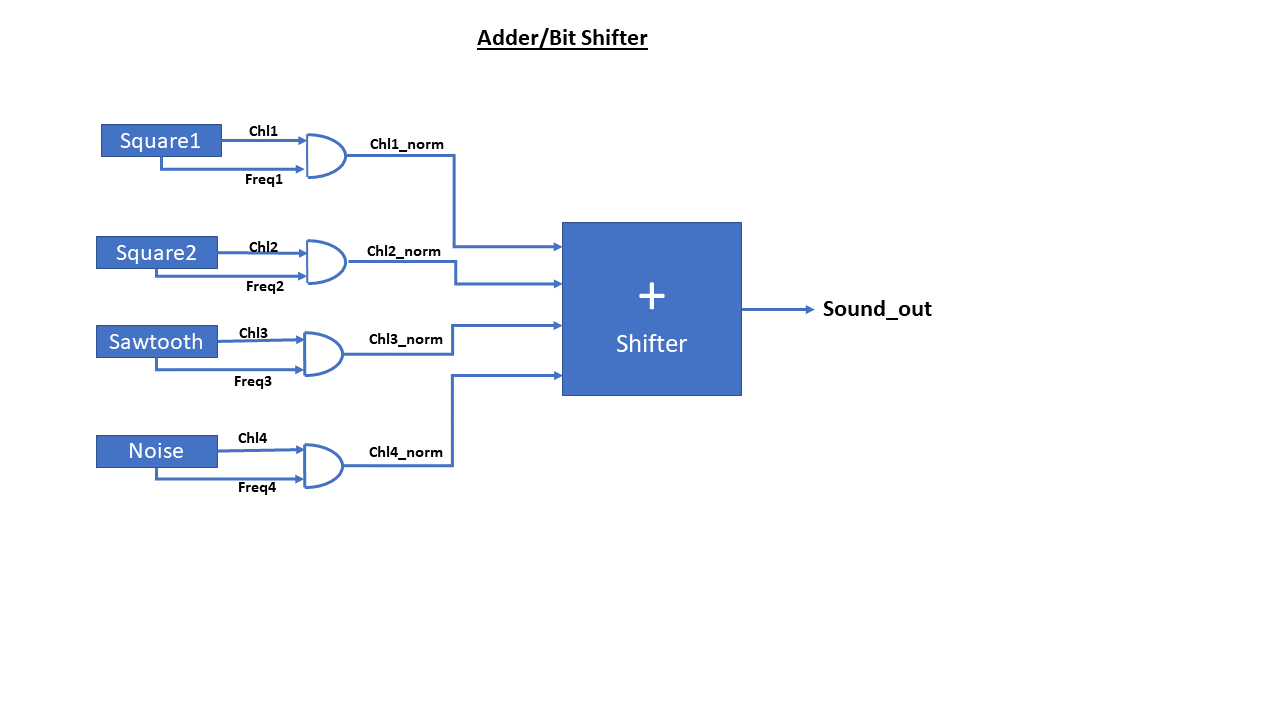 Adder/Bit Shifter
Square1
Chl1
Freq1
Chl1_norm
Square2
Chl2
Freq2
Chl2_norm
Sawtooth
Chl3
Freq3
Chl3_norm
Noise
Chl4
Freq4
Chl4_norm
+
Shifter
Sound_out